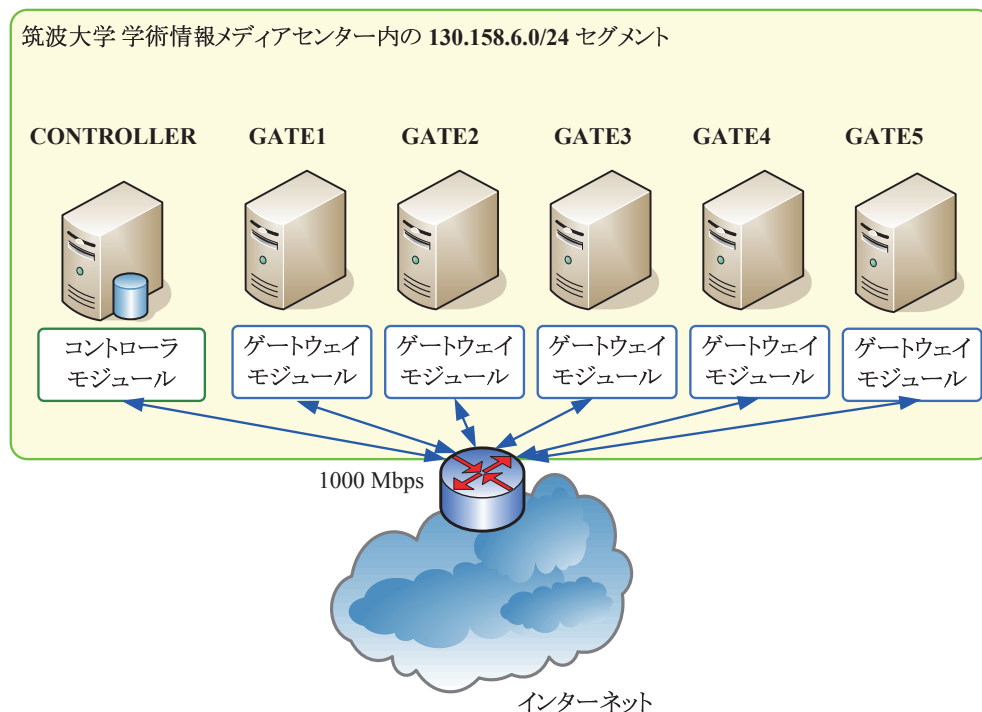 筑波大学 学術情報メディアセンター内の 130.158.6.0/24 セグメント
CONTROLLER
GATE1
GATE2
GATE3
GATE4
GATE5
コントローラ
モジュール
ゲートウェイ
モジュール
ゲートウェイ
モジュール
ゲートウェイ
モジュール
ゲートウェイ
モジュール
ゲートウェイ
モジュール
1000 Mbps
インターネット